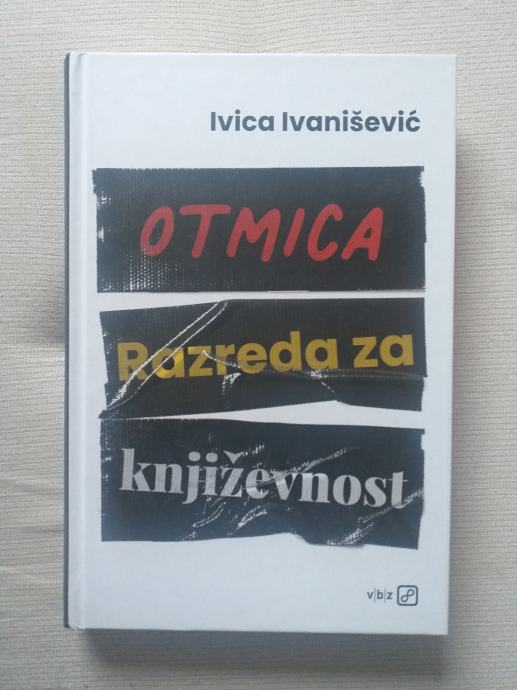 Ivica Ivanišević
OTMICA
Razreda za
književnost
v|b|z